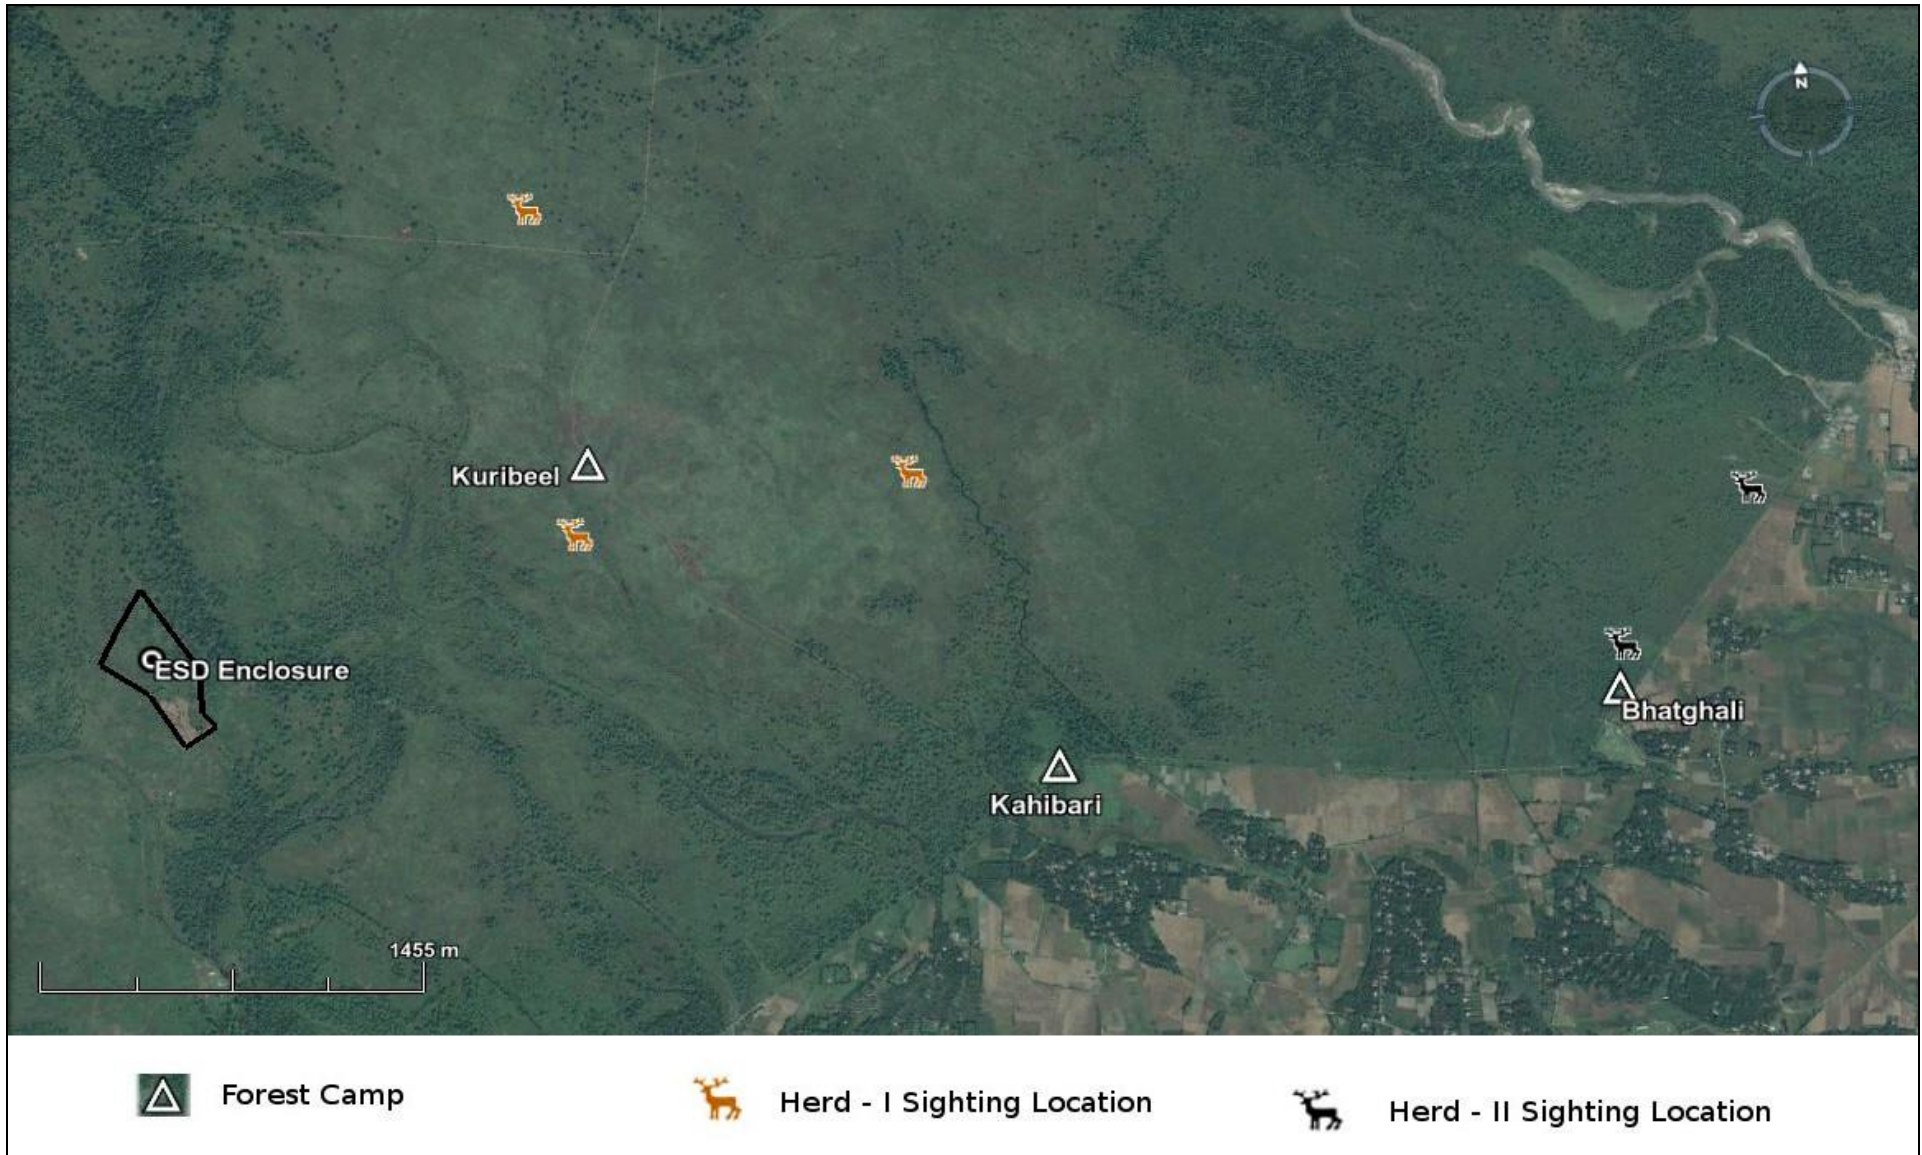 N
Kuribeel
ESD Enclosure
Bhatghali
Kahibari
1455 m
Forest Camp
Herd - I Sighting Location
Herd - II Sighting Location